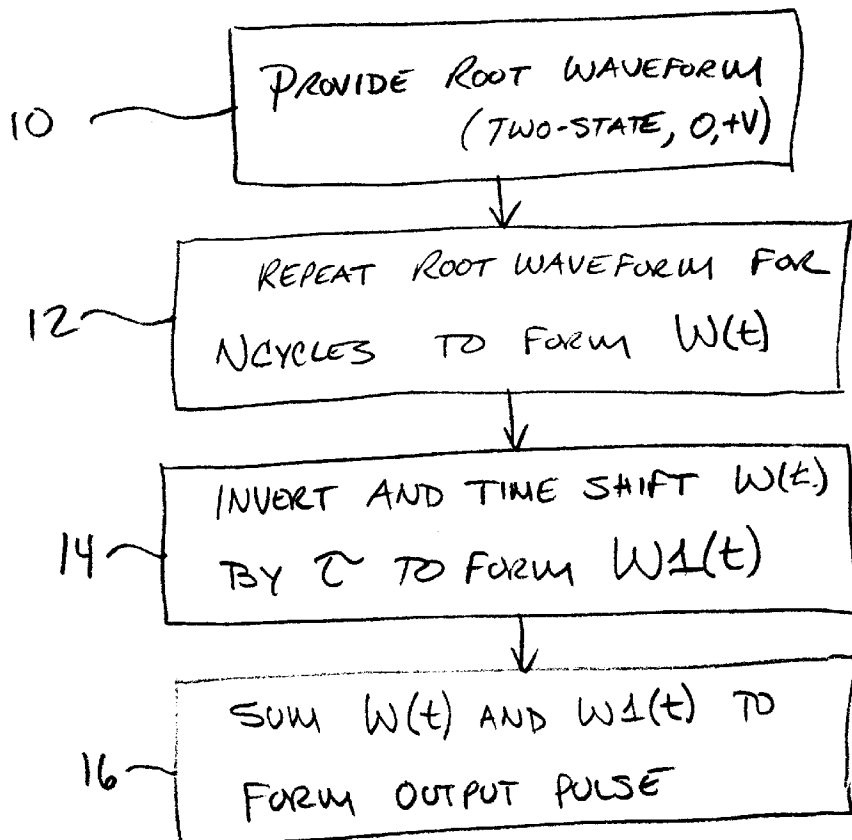 10
PROVIDE ROOT WAVEFORM
(TWO-STATE, 0,+V)
12
REPEAT ROOT WAVEFORM FOR
NCYCLES TO FORM W(t)
14
INVERT AND TIME SHIFT W(t)
BY τ TO FORM W1(t)
16
SUM W(t) AND W1(t) TO
FORM OUTPUT PULSE